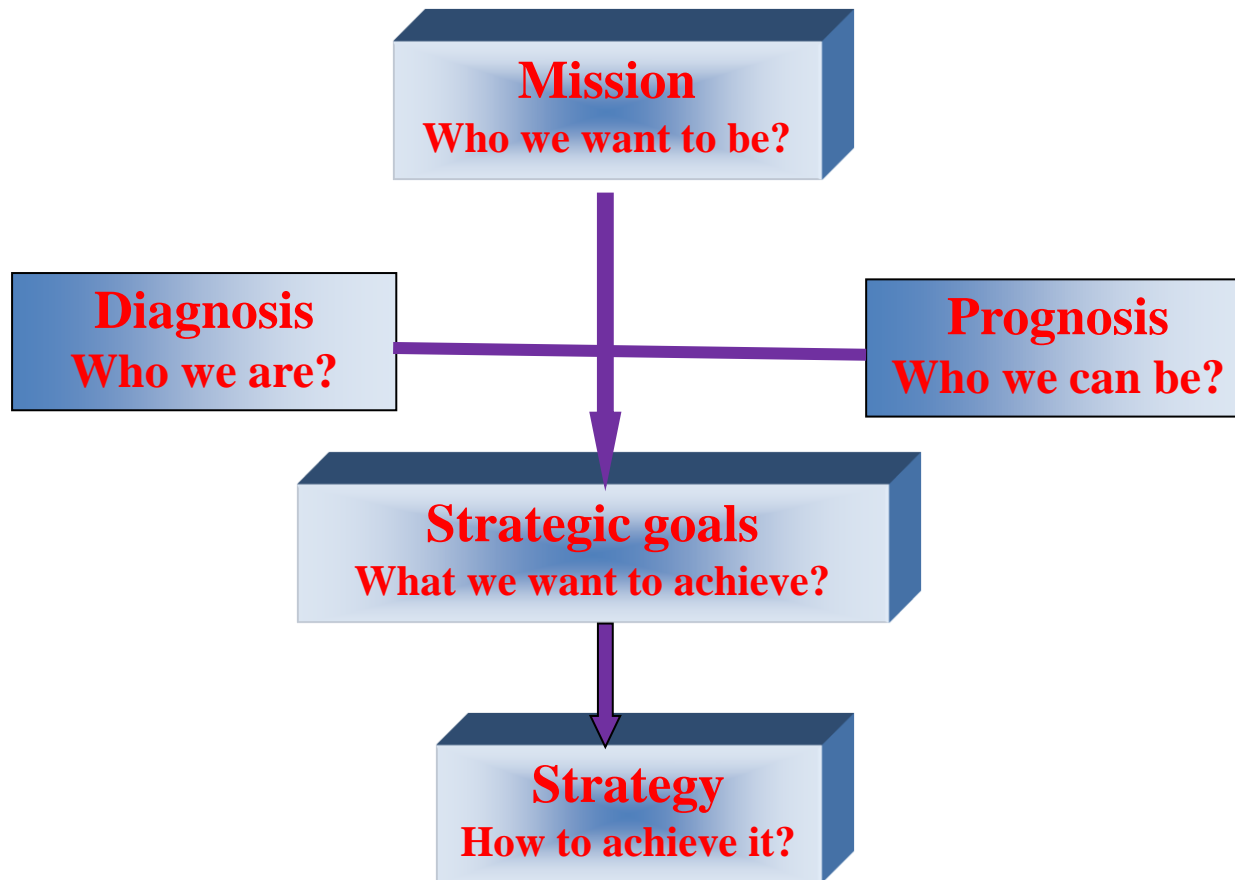 Mission
Who we want to be?
Diagnosis
Who we are?
Prognosis
Who we can be?
Strategic goals
What we want to achieve?
Strategy
How to achieve it?